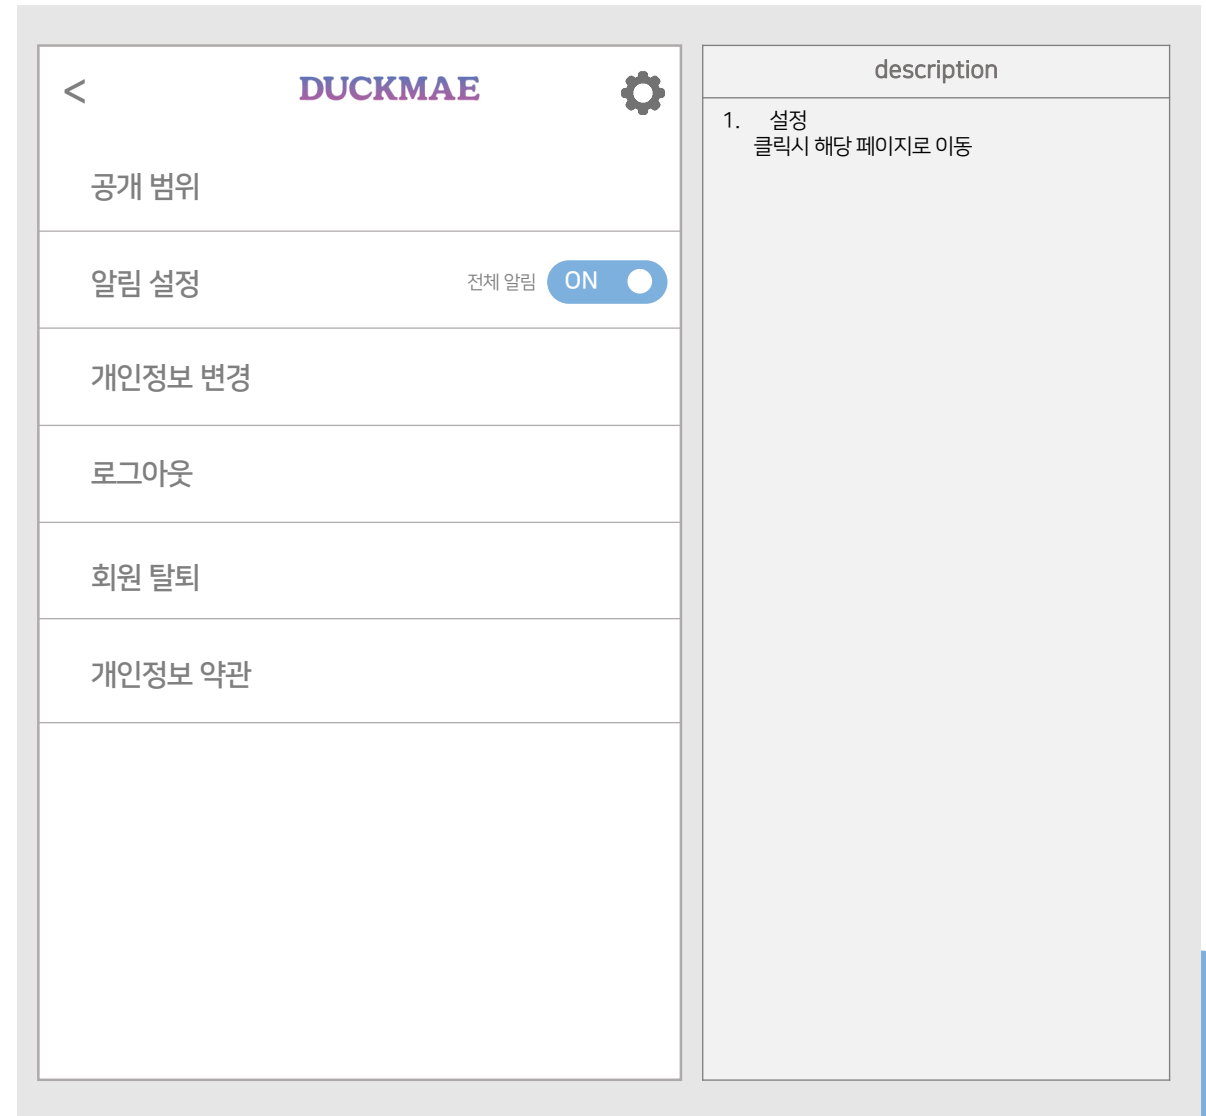 <
DUCKMAE
공개 범위
알림 설정
전체 알림
ON
개인정보 변경
로그아웃
회원 탈퇴
개인정보 약관
description
1. 설정
클릭시 해당 페이지로 이동